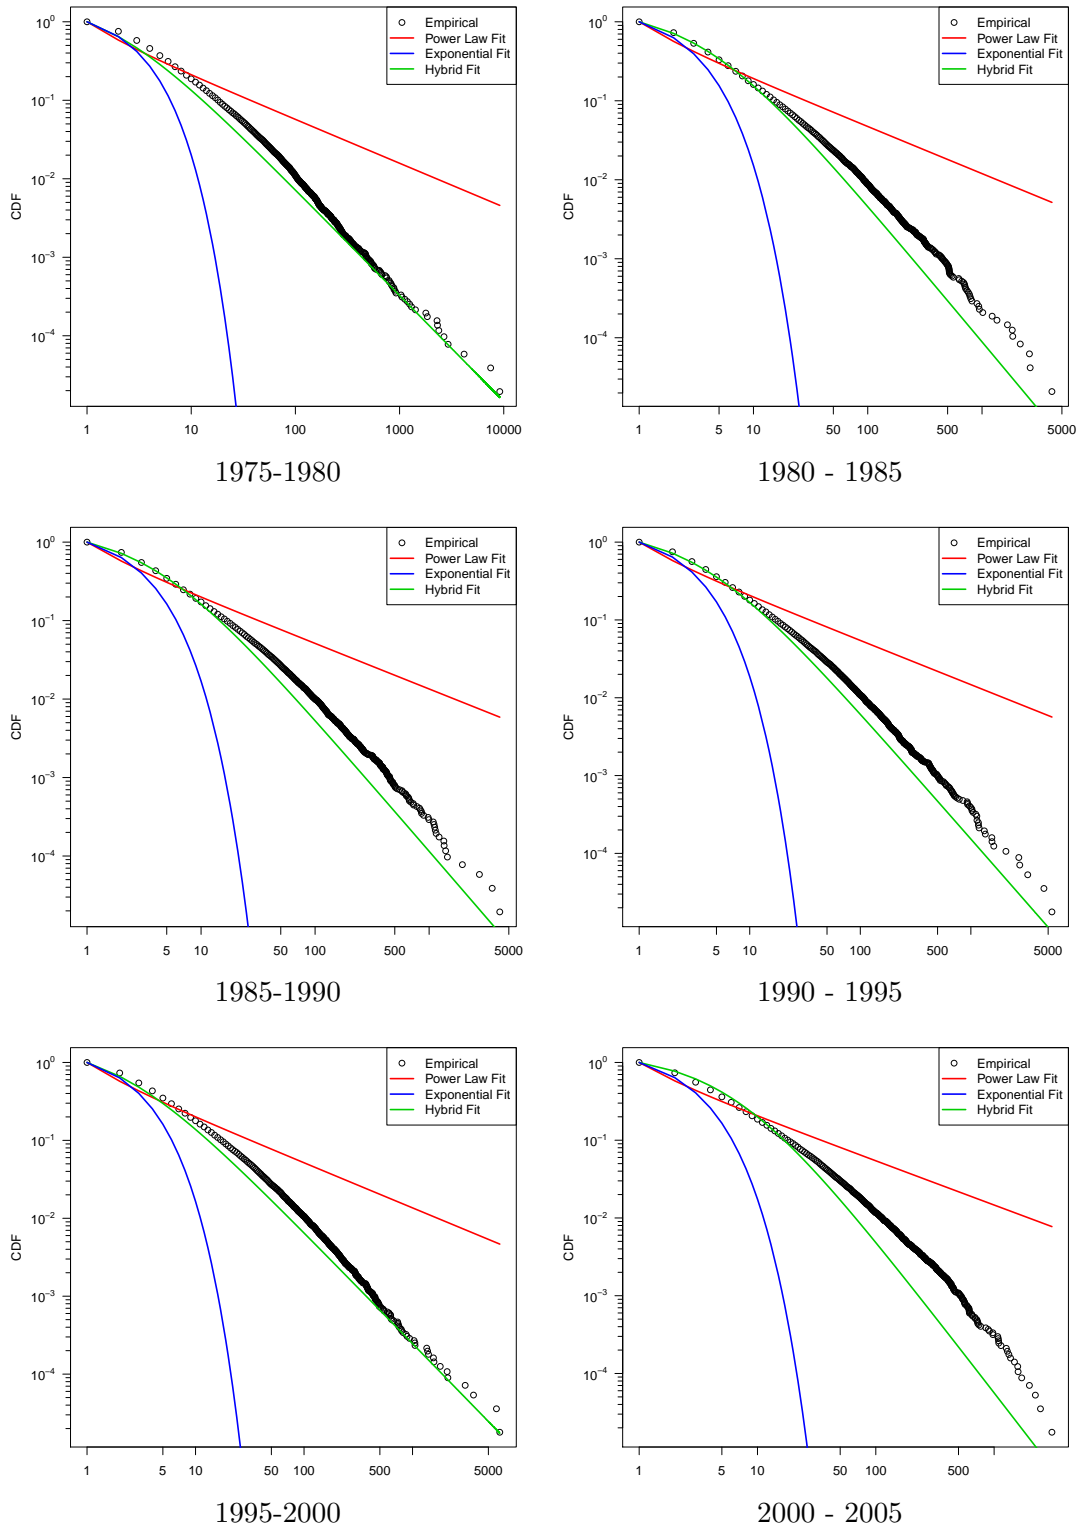 10^0
10^-1
10^-2
10^-3
10^-4
CDF
Empirical
Power Law Fit
Exponential Fit
Hybrid Fit
1 10 100 1000 10000
1975-1980
10^0
10^-1
10^-2
10^-3
10^-4
CDF
Empirical
Power Law Fit
Exponential Fit
Hybrid Fit
1 5 10 50 100 500 5000
1980 - 1985
10^0
10^-1
10^-2
10^-3
10^-4
CDF
Empirical
Power Law Fit
Exponential Fit
Hybrid Fit
1 5 10 50 100 500 5000
1985-1990
10^0
10^-1
10^-2
10^-3
10^-4
CDF
Empirical
Power Law Fit
Exponential Fit
Hybrid Fit
1 5 10 50 100 500 5000
1990 - 1995
10^0
10^-1
10^-2
10^-3
10^-4
CDF
Empirical
Power Law Fit
Exponential Fit
Hybrid Fit
1 5 10 50 100 500 5000
1995-2000
10^0
10^-1
10^-2
10^-3
10^-4
CDF
Empirical
Power Law Fit
Exponential Fit
Hybrid Fit
1 5 10 50 100 500
2000 - 2005